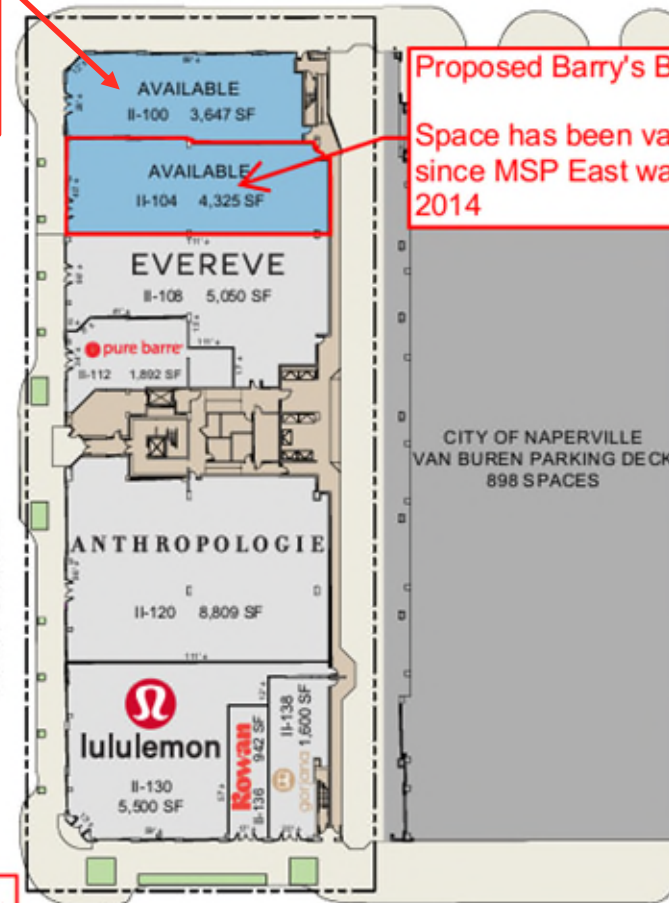 Proposed Barry's B
Space has been va
since MSP East wa
2014
AVAILABLE
II-100 3,647 SF
AVAILABLE
II-104 4,325 SF
EVEREVE
II-108 5,050 SF
pure barre
II-112 1,892 SF
CITY OF NAPERVILLE
VAN BUREN PARKING DECK
898 SPACES
ANTHROPOLOGIE
II-120 8,809 SF
lululemon
II-130
5,500 SF
Rowan
II-136 942 SF
gorjana
II-138
1,600 SF